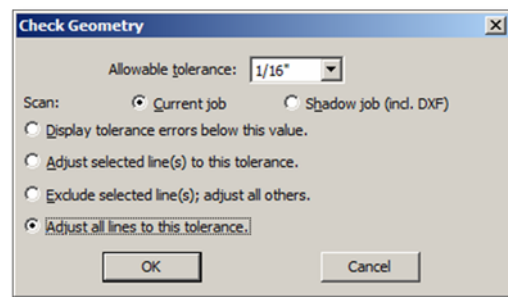 Check Geometry
Allowable tolerance: 1/16"
Scan: Current job Shadow job (incl. DXF)
Display tolerance errors below this value.
Adjust selected line(s) to this tolerance.
Exclude selected line(s); adjust all others.
Adjust all lines to this tolerance.
OK Cancel